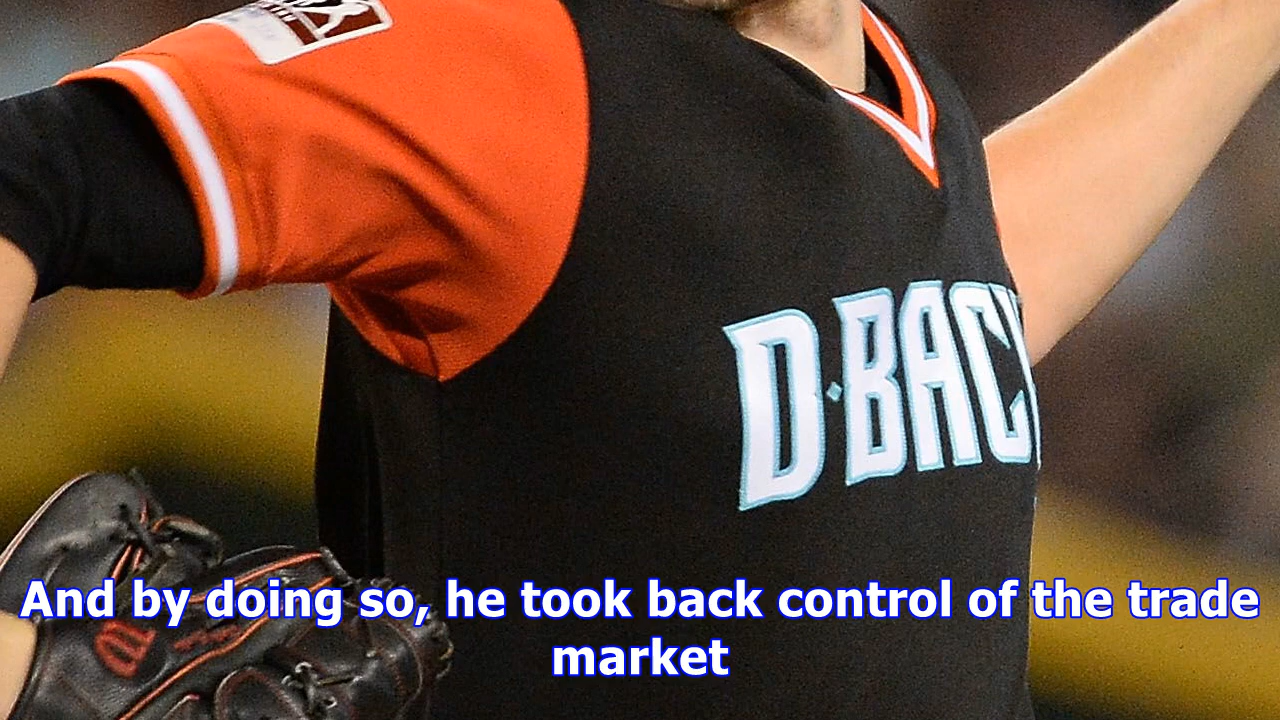 D·BACK
And by doing so, he took back control of the trade
market